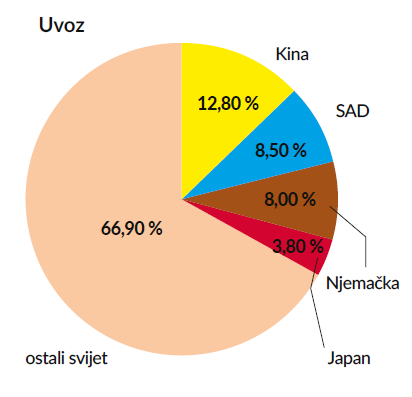 Uvoz
Kina
12,80 %
SAD
8,50 %
8,00 %
66,90 %
3,80 %
Njemačka
ostali svijet
Japan